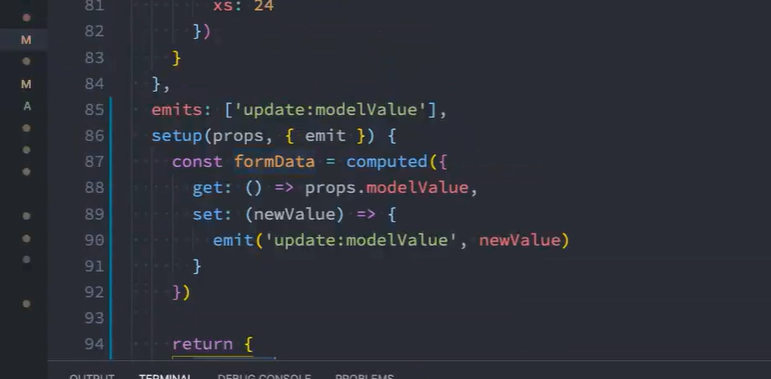 81 xs: 24
82 })
83 }
84 },
85 emits: ['update:modelValue'],
86 setup(props, { emit }) {
87 const formData = computed({
88 get: () => props.modelValue,
89 set: (newValue) => {
90 emit('update:modelValue', newValue)
91 }
92 })
93
94 return {
M
M
A
OUTPUT TERMINAL DEBUG CONSOLE PROBLEMS